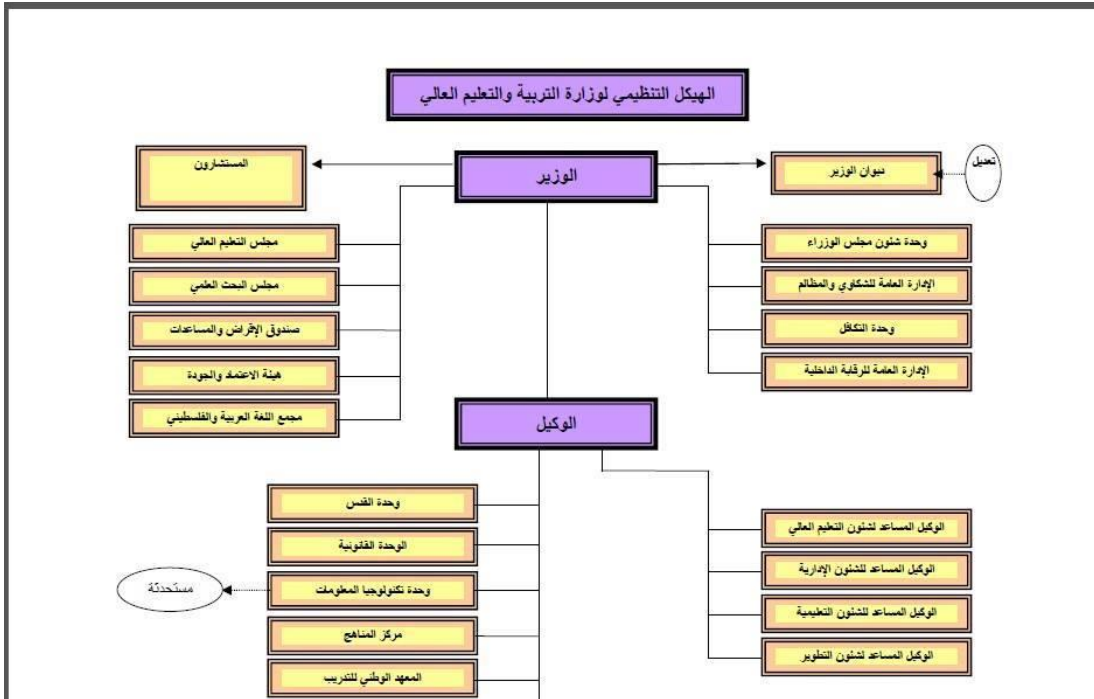 الهيكل التنظيمي لوزارة التربية والتعليم العالي
تعديل
ديوان الوزير
الوزير
المستشارون
وحدة شئون مجلس الوزراء
الإدارة العامة للشكاوي والمظالم
وحدة التكافل
الإدارة العامة للرقابة الداخلية
مجلس التعليم العالي
مجلس البحث العلمي
صندوق الإقراض والمساعدات
هيئة الاعتماد والجودة
مجمع اللغة العربية والفلسطيني
الوكيل
الوكيل المساعد لشئون التعليم العالي
الوكيل المساعد للشئون الإدارية
الوكيل المساعد للشئون التعليمية
الوكيل المساعد لشئون التطوير
وحدة القدس
الوحدة القانونية
وحدة تكنولوجيا المعلومات
مستحدثة
مركز المناهج
المعهد الوطني للتدريب